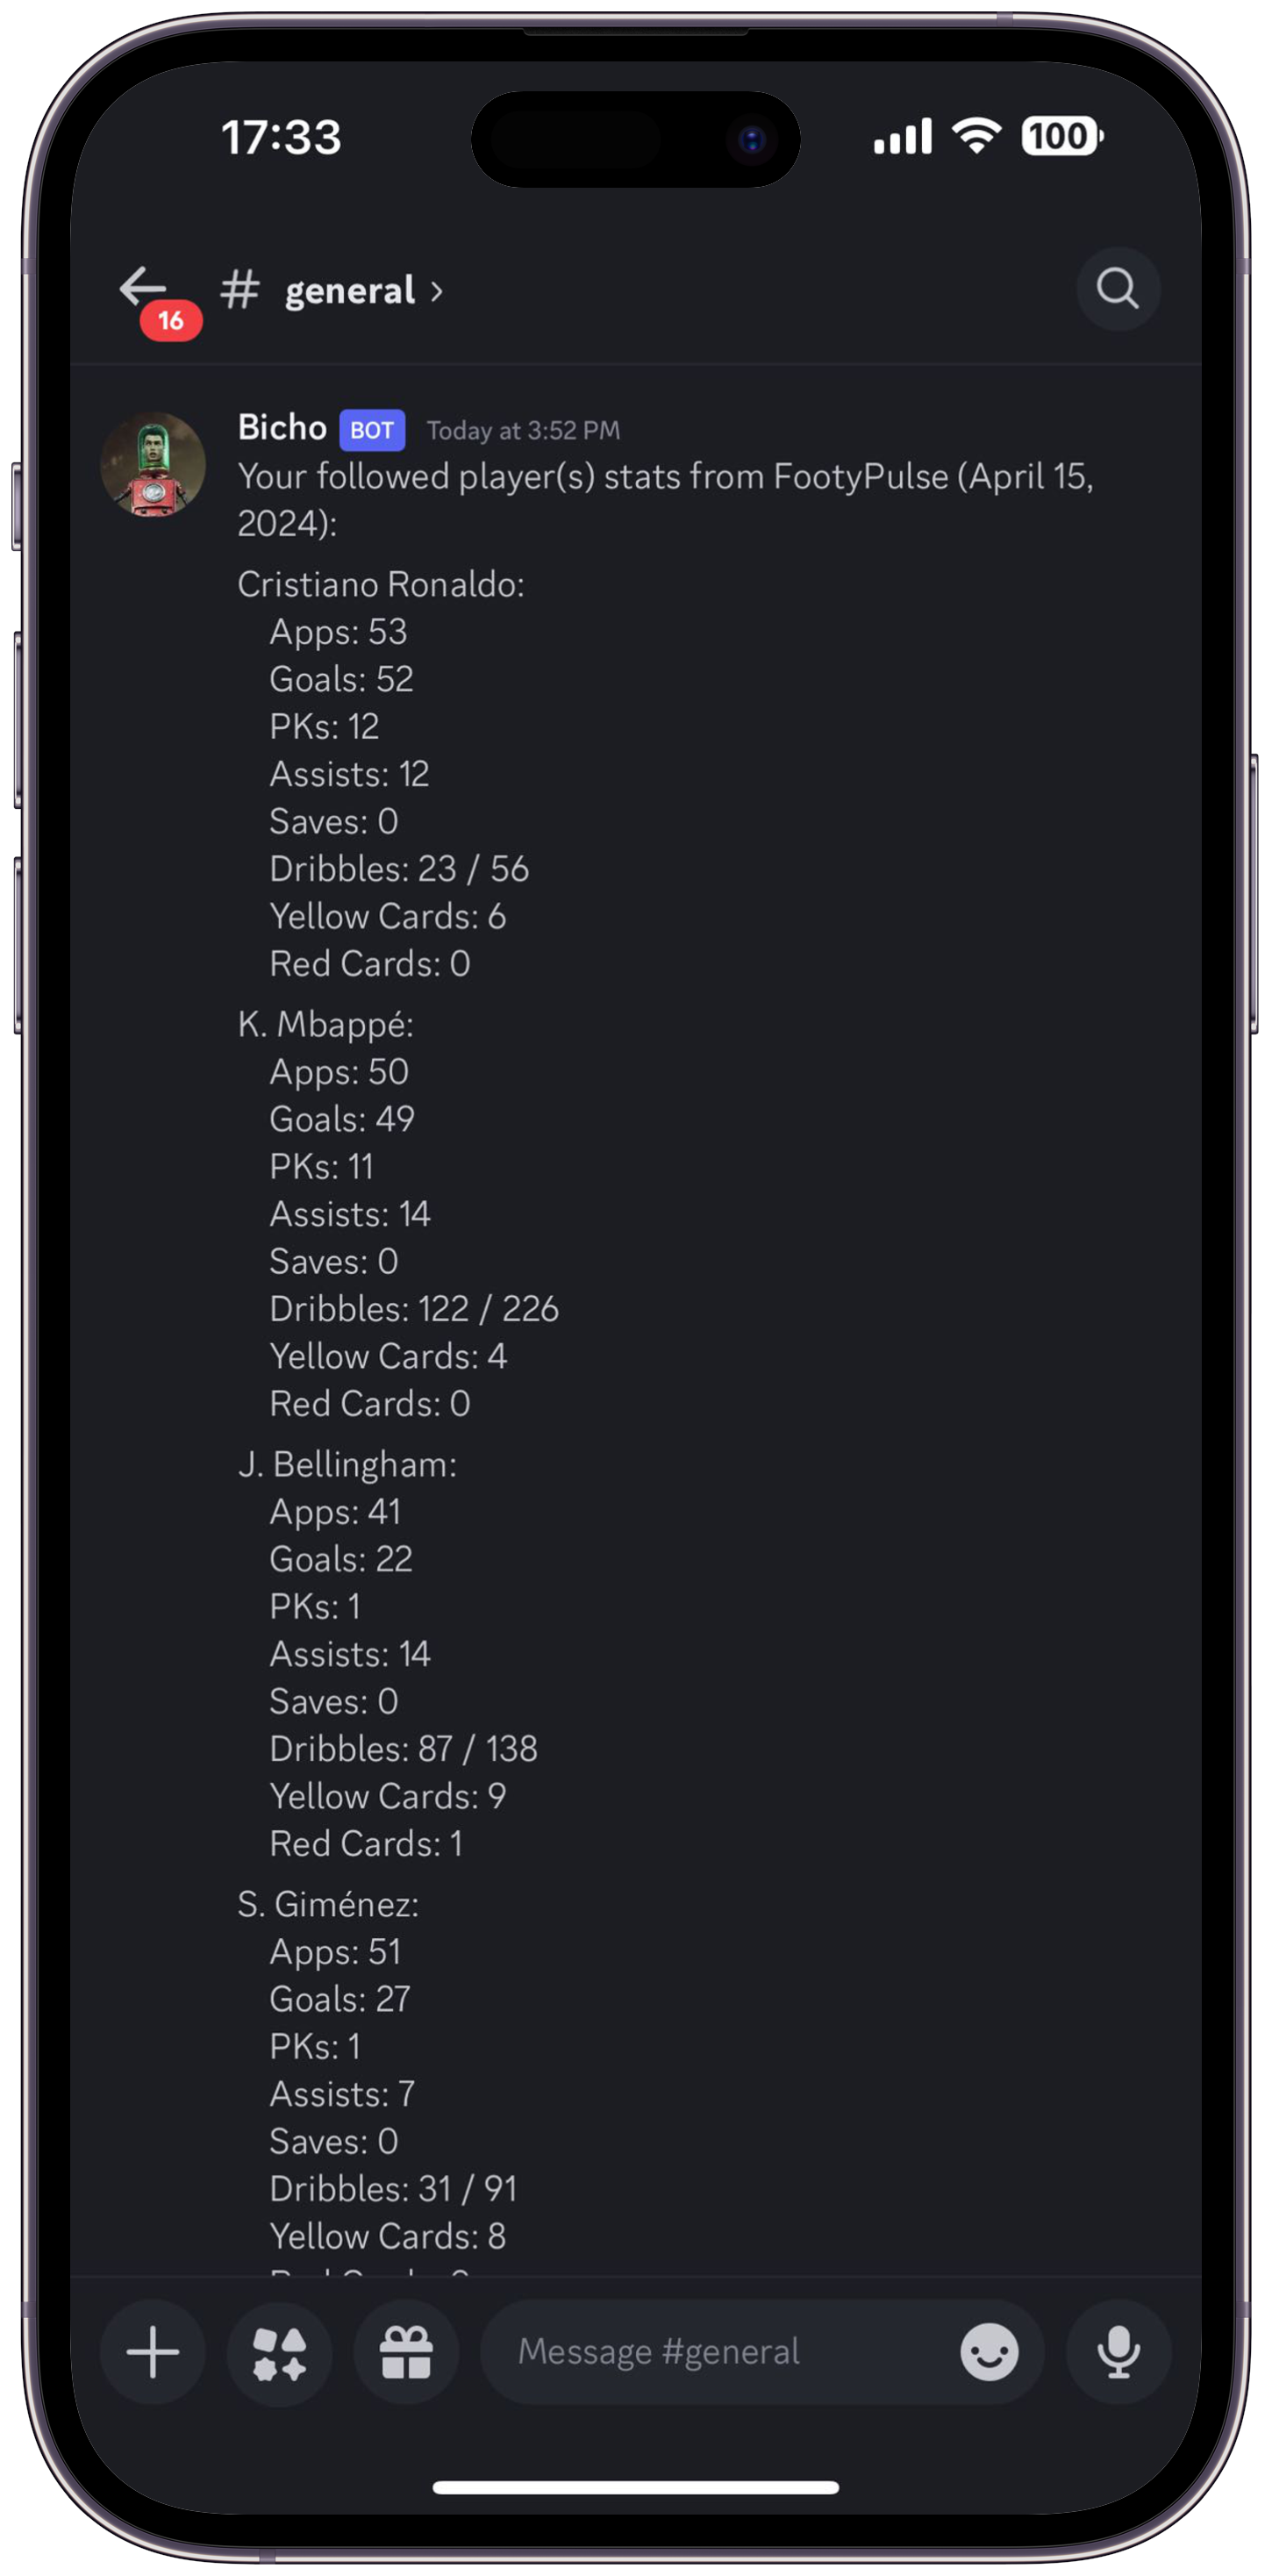 17:33
100
16
# general >
Bicho BOT Today at 3:52 PM
Your followed player(s) stats from FootyPulse (April 15,
2024):
Cristiano Ronaldo:
Apps: 53
Goals: 52
PKs: 12
Assists: 12
Saves: 0
Dribbles: 23 / 56
Yellow Cards: 6
Red Cards: 0
K. Mbappé:
Apps: 50
Goals: 49
PKs: 11
Assists: 14
Saves: 0
Dribbles: 122 / 226
Yellow Cards: 4
Red Cards: 0
J. Bellingham:
Apps: 41
Goals: 22
PKs: 1
Assists: 14
Saves: 0
Dribbles: 87 / 138
Yellow Cards: 9
Red Cards: 1
S. Giménez:
Apps: 51
Goals: 27
PKs: 1
Assists: 7
Saves: 0
Dribbles: 31 / 91
Yellow Cards: 8
Message #general